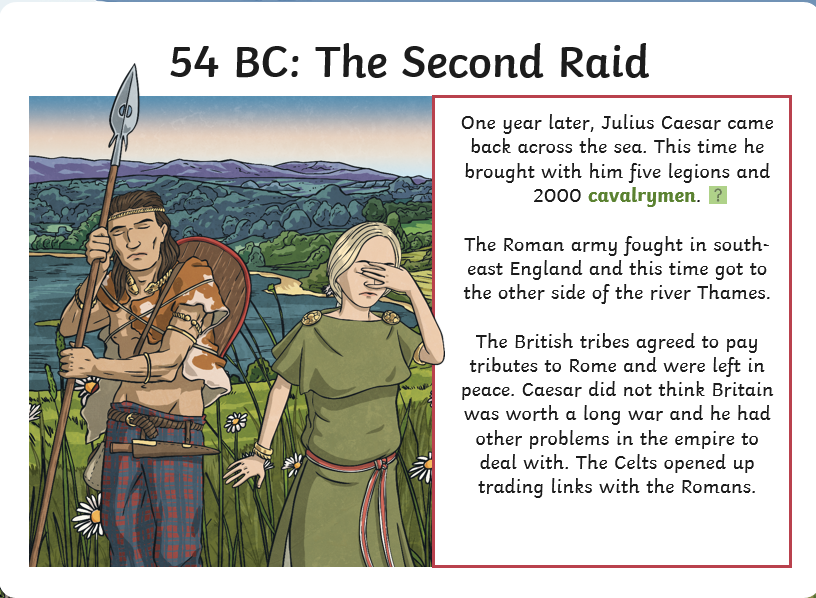 54 BC: The Second Raid
One year later, Julius Caesar came
back across the sea. This time he
brought with him five legions and
2000 cavalrymen. ?
The Roman army fought in south-
east England and this time got to
the other side of the river Thames.
The British tribes agreed to pay
tributes to Rome and were left in
peace. Caesar did not think Britain
was worth a long war and he had
other problems in the empire to
deal with. The Celts opened up
trading links with the Romans.